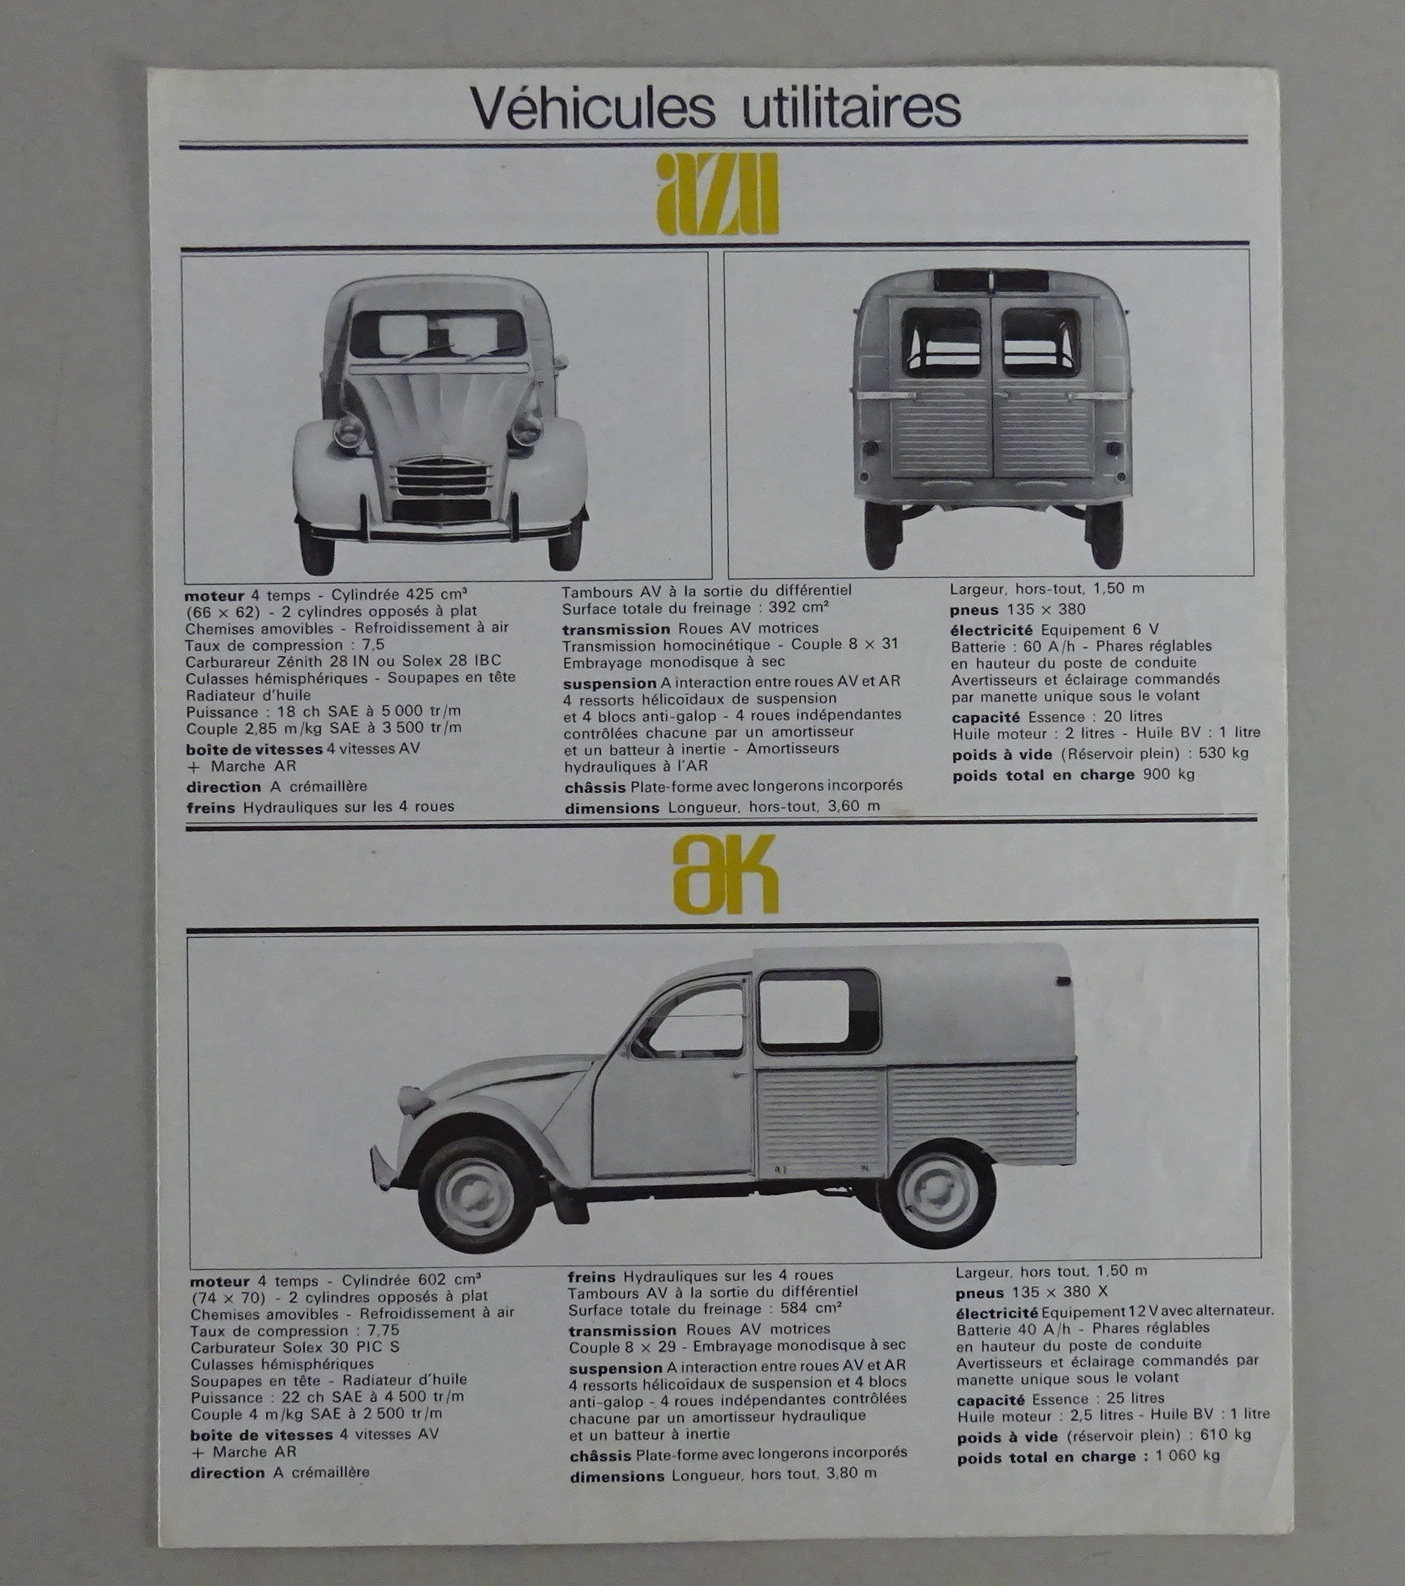 Véhicules utilitaires
azu
moteur 4 temps - Cylindrée 425 cm³
(66 × 62) - 2 cylindres opposés à plat
Chemises amovibles - Refroidissement à air
Taux de compression : 7,5
Carburareur Zénith 28 IN ou Solex 28 IBC
Culasses hémisphériques - Soupapes en tête
Radiateur d'huile
Puissance : 18 ch SAE à 5 000 tr/m
Couple 2,85 m/kg SAE à 3 500 tr/m
boîte de vitesses 4 vitesses AV
+ Marche AR
direction A crémaillère
freins Hydrauliques sur les 4 roues
Tambours AV à la sortie du différentiel
Surface totale du freinage : 392 cm²
transmission Roues AV motrices
Transmission homocinétique - Couple 8 × 31
Embrayage monodisque à sec
suspension A interaction entre roues AV et AR
4 ressorts hélicoïdaux de suspension
et 4 blocs anti-galop - 4 roues indépendantes
contrôlées chacune par un amortisseur
et un batteur à inertie - Amortisseurs
hydrauliques à l'AR
châssis Plate-forme avec longerons incorporés
dimensions Longueur, hors-tout, 3,60 m
Largeur, hors-tout, 1,50 m
pneus 135 × 380
électricité Equipement 6 V
Batterie : 60 A/h - Phares réglables
en hauteur du poste de conduite
Avertisseurs et éclairage commandés
par manette unique sous le volant
capacité Essence : 20 litres
Huile moteur : 2 litres - Huile BV : 1 litre
poids à vide (Réservoir plein) : 530 kg
poids total en charge 900 kg
ak
moteur 4 temps - Cylindrée 602 cm³
(74 × 70) - 2 cylindres opposés à plat
Chemises amovibles - Refroidissement à air
Taux de compression : 7,75
Carburateur Solex 30 PIC S
Culasses hémisphériques
Soupapes en tête - Radiateur d'huile
Puissance : 22 ch SAE à 4 500 tr/m
Couple 4 m/kg SAE à 2 500 tr/m
boîte de vitesses 4 vitesses AV
+ Marche AR
direction A crémaillère
freins Hydrauliques sur les 4 roues
Tambours AV à la sortie du différentiel
Surface totale du freinage : 584 cm²
transmission Roues AV motrices
Couple 8 × 29 - Embrayage monodisque à sec
suspension A interaction entre roues AV et AR
4 ressorts hélicoïdaux de suspension et 4 blocs
anti-galop - 4 roues indépendantes contrôlées
chacune par un amortisseur hydraulique
et un batteur à inertie
châssis Plate-forme avec longerons incorporés
dimensions Longueur, hors tout, 3,80 m
Largeur, hors tout, 1,50 m
pneus 135 × 380 X
électricité Equipement 12 V avec alternateur.
Batterie 40 A/h - Phares réglables
en hauteur du poste de conduite
Avertisseurs et éclairage commandés par
manette unique sous le volant
capacité Essence : 25 litres
Huile moteur : 2,5 litres - Huile BV : 1 litre
poids à vide (réservoir plein) : 610 kg
poids total en charge : 1 060 kg